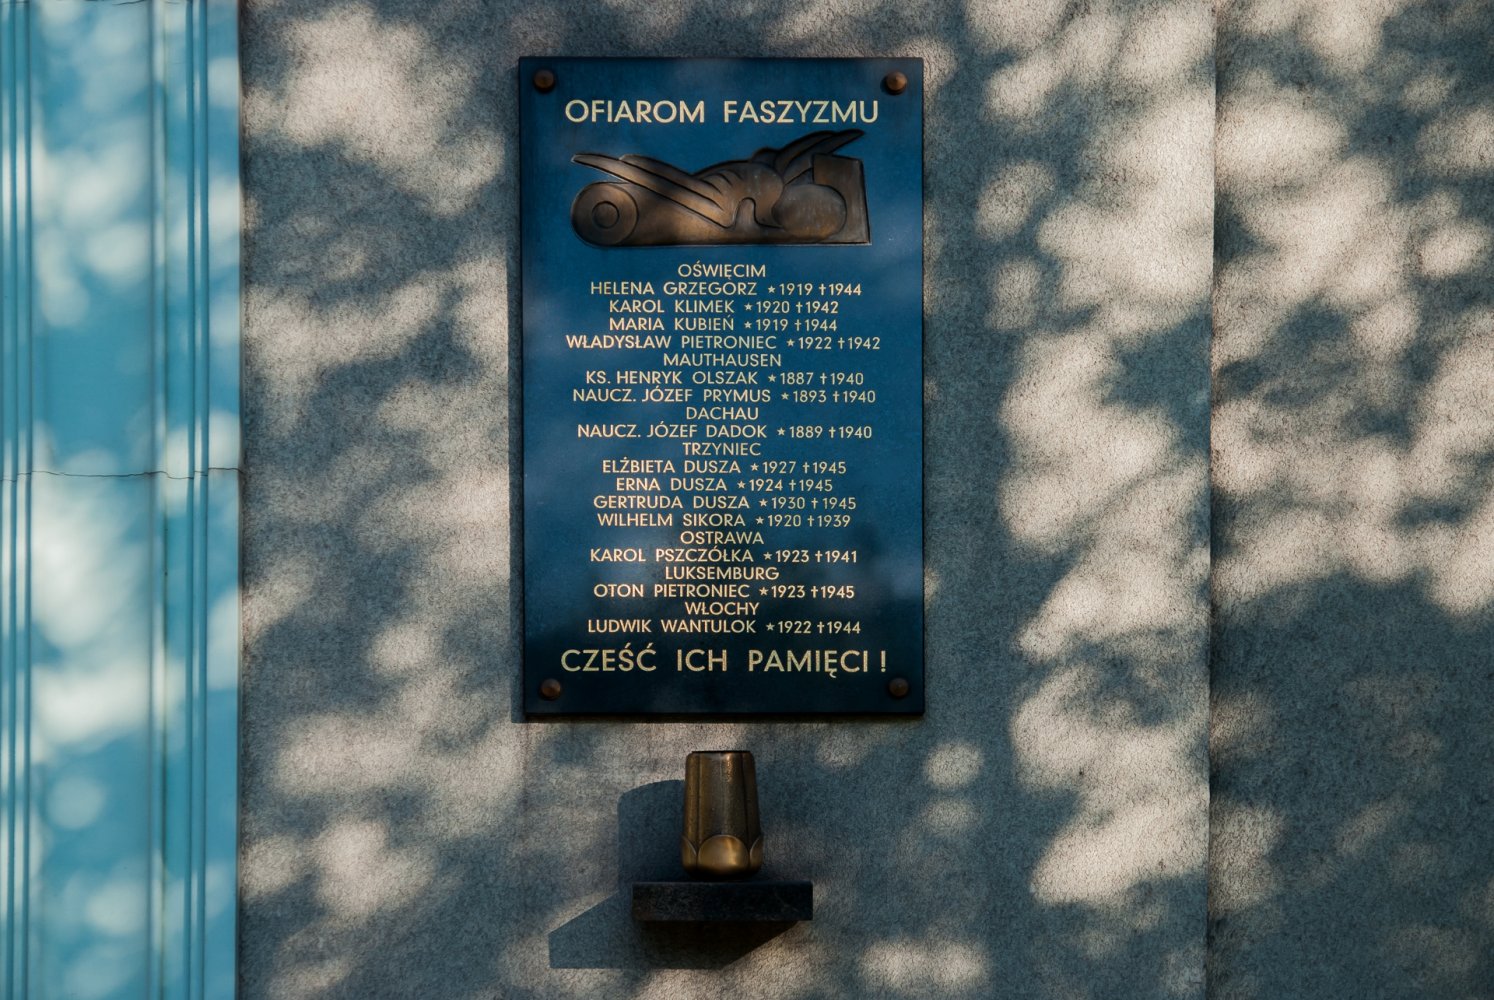 OFIAROM FASZYZMU
OŚWIĘCIM
HELENA GRZEGORZ ★1919 †1944
KAROL KLIMEK ★1920 †1942
MARIA KUBIEŃ ★1919 †1944
WŁADYSŁAW PIETRONIEC ★1922 †1942
MAUTHAUSEN
KS. HENRYK OLSZAK ★1887 †1940
NAUCZ. JÓZEF PRYMUS ★1893 †1940
DACHAU
NAUCZ. JÓZEF DADOK ★1889 †1940
TRZYNIEC
ELŻBIETA DUSZA ★1927 †1945
ERNA DUSZA ★1924 †1945
GERTRUDA DUSZA ★1930 †1945
WILHELM SIKORA ★1920 †1939
OSTRAWA
KAROL PSZCZÓŁKA ★1923 †1941
LUKSEMBURG
OTON PIETRONIEC ★1923 †1945
WŁOCHY
LUDWIK WANTULOK ★1922 †1944
CZEŚĆ ICH PAMIĘCI !